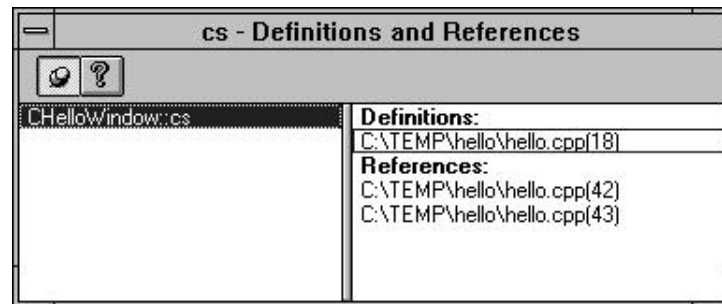 cs - Definitions and References
?
CHelloWindow::cs
Definitions:
C:\TEMP\hello\hello.cpp(18)
References:
C:\TEMP\hello\hello.cpp(42)
C:\TEMP\hello\hello.cpp(43)